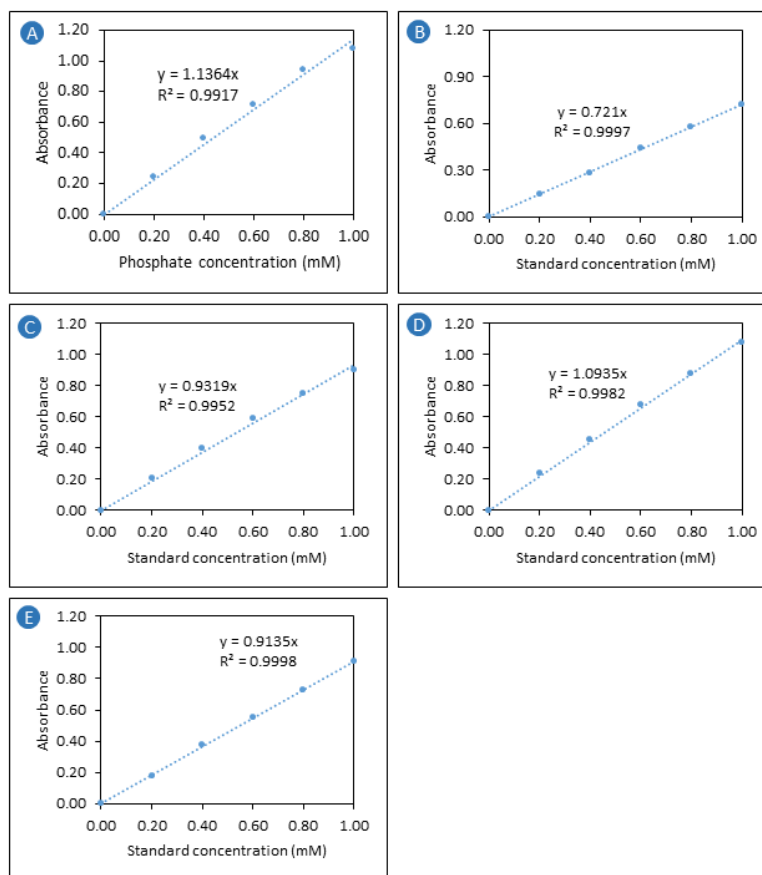 A
1.20
1.00
0.80
0.60
0.40
0.20
0.00
Absorbance
y = 1.1364x
R² = 0.9917
0.00 0.20 0.40 0.60 0.80 1.00
Phosphate concentration (mM)
B
1.20
0.90
0.60
0.30
0.00
Absorbance
y = 0.721x
R² = 0.9997
0.00 0.20 0.40 0.60 0.80 1.00
Standard concentration (mM)
C
1.20
1.00
0.80
0.60
0.40
0.20
0.00
Absorbance
y = 0.9319x
R² = 0.9952
0.00 0.20 0.40 0.60 0.80 1.00
Standard concentration (mM)
D
1.20
1.00
0.80
0.60
0.40
0.20
0.00
Absorbance
y = 1.0935x
R² = 0.9982
0.00 0.20 0.40 0.60 0.80 1.00
Standard concentration (mM)
E
1.20
1.00
0.80
0.60
0.40
0.20
0.00
Absorbance
y = 0.9135x
R² = 0.9998
0.00 0.20 0.40 0.60 0.80 1.00
Standard concentration (mM)